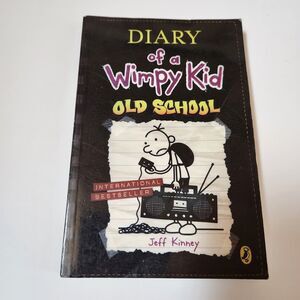 DIARY
of a
Wimpy Kid
OLD SCHOOL
INTERNATIONAL
BESTSELLER
Jeff Kinney